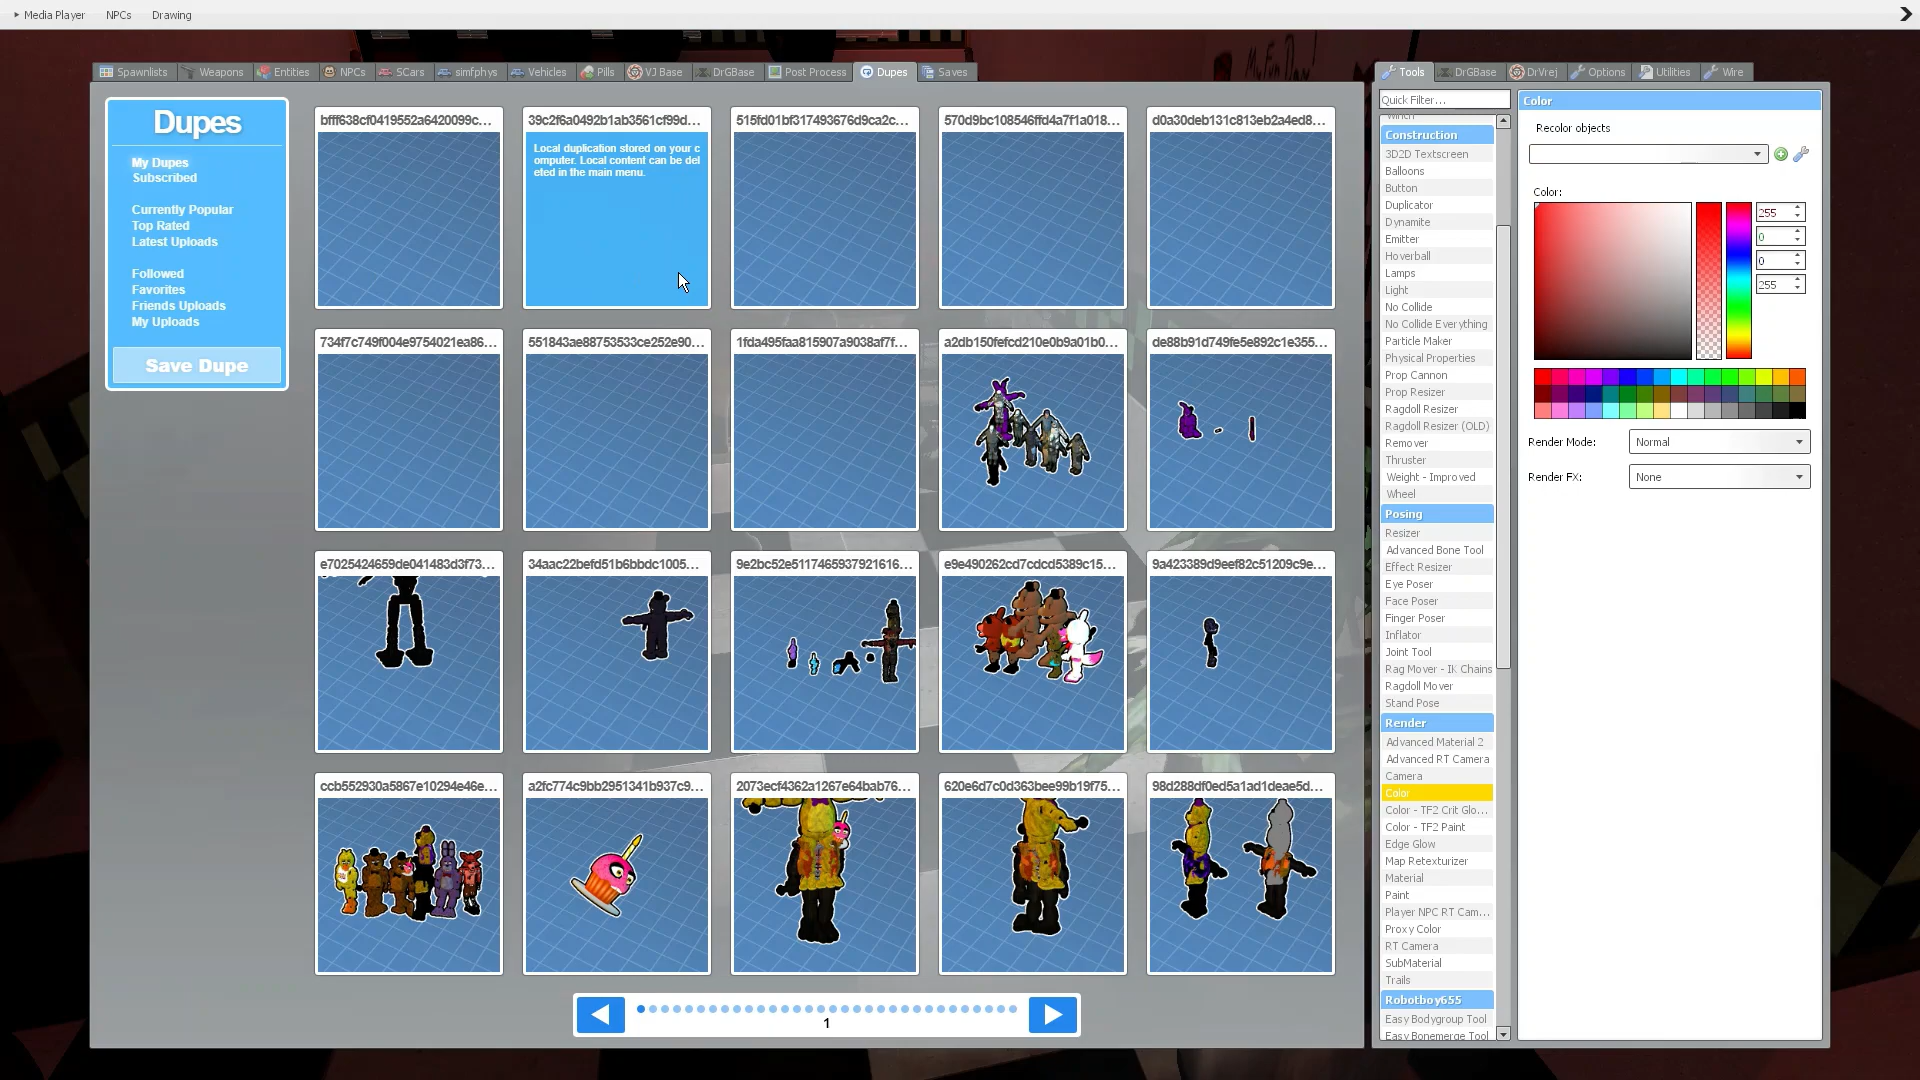 Media Player NPCs Drawing
Spawnlists Weapons Entities NPCs SCars simfphys Vehicles Pills VJ Base DrGBase Post Process Dupes Saves
Dupes
My Dupes
Subscribed
Currently Popular
Top Rated
Latest Uploads
Followed
Favorites
Friends Uploads
My Uploads
Save Dupe
bfff638cf0419552a6420099c...
39c2f6a0492b1ab3561cf99d...
515fd01bf317493676d9ca2c...
570d9bc108546ffd4a7f1a018...
d0a30deb131c813eb2a4ed8...
Local duplication stored on your c
omputer. Local content can be del
eted in the main menu.
734f7c749f004e9754021ea86...
551843ae88753533ce252e90...
1fda495faa815907a9038af7f...
a2db150fefcd210e0b9a01b0...
de88b91d749fe5e892c1e355...
e7025424659de041483d3f73...
34aac22befd51b6bbdc1005...
9e2bc52e5117465937921616...
e9e490262cd7cdcd5389c15...
9a423389d9eef82c51209c9e...
ccb552930a5867e10294e46e...
a2fc774c9bb2951341b937c9...
2073ecf4362a1267e64bab76...
620e6d7c0d363bee99b19f75...
98d288df0ed5a1ad1deae5d...
1
Tools DrGBase DrVrej Options Utilities Wire
Quick Filter...
Winch
Construction
3D2D Textscreen
Balloons
Button
Duplicator
Dynamite
Emitter
Hoverball
Lamps
Light
No Collide
No Collide Everything
Particle Maker
Physical Properties
Prop Cannon
Prop Resizer
Ragdoll Resizer
Ragdoll Resizer (OLD)
Remover
Thruster
Weight - Improved
Wheel
Posing
Resizer
Advanced Bone Tool
Effect Resizer
Eye Poser
Face Poser
Finger Poser
Inflator
Joint Tool
Rag Mover - IK Chains
Ragdoll Mover
Stand Pose
Render
Advanced Material 2
Advanced RT Camera
Camera
Color
Color - TF2 Crit Glo...
Color - TF2 Paint
Edge Glow
Map Retexturizer
Material
Paint
Player NPC RT Cam...
Proxy Color
RT Camera
SubMaterial
Trails
Robotboy655
Easy Bodygroup Tool
Easy Bonemerge Tool
Color
Recolor objects
Color:
255
0
0
255
Render Mode: Normal
Render FX: None